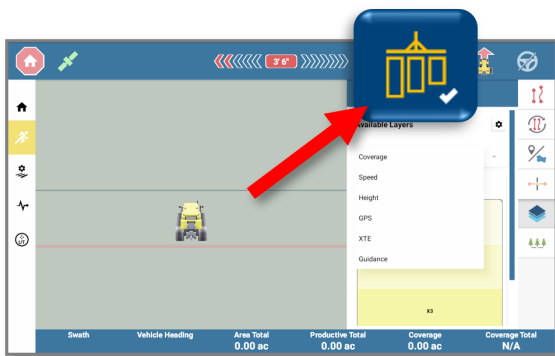 3' 6"
Available Layers
Coverage
Speed
Height
GPS
XTE
Guidance
X3
Swath
Vehicle Heading
Area Total
Productive Total
Coverage
Coverage Total
0.00 ac
0.00 ac
0.00 ac
N/A